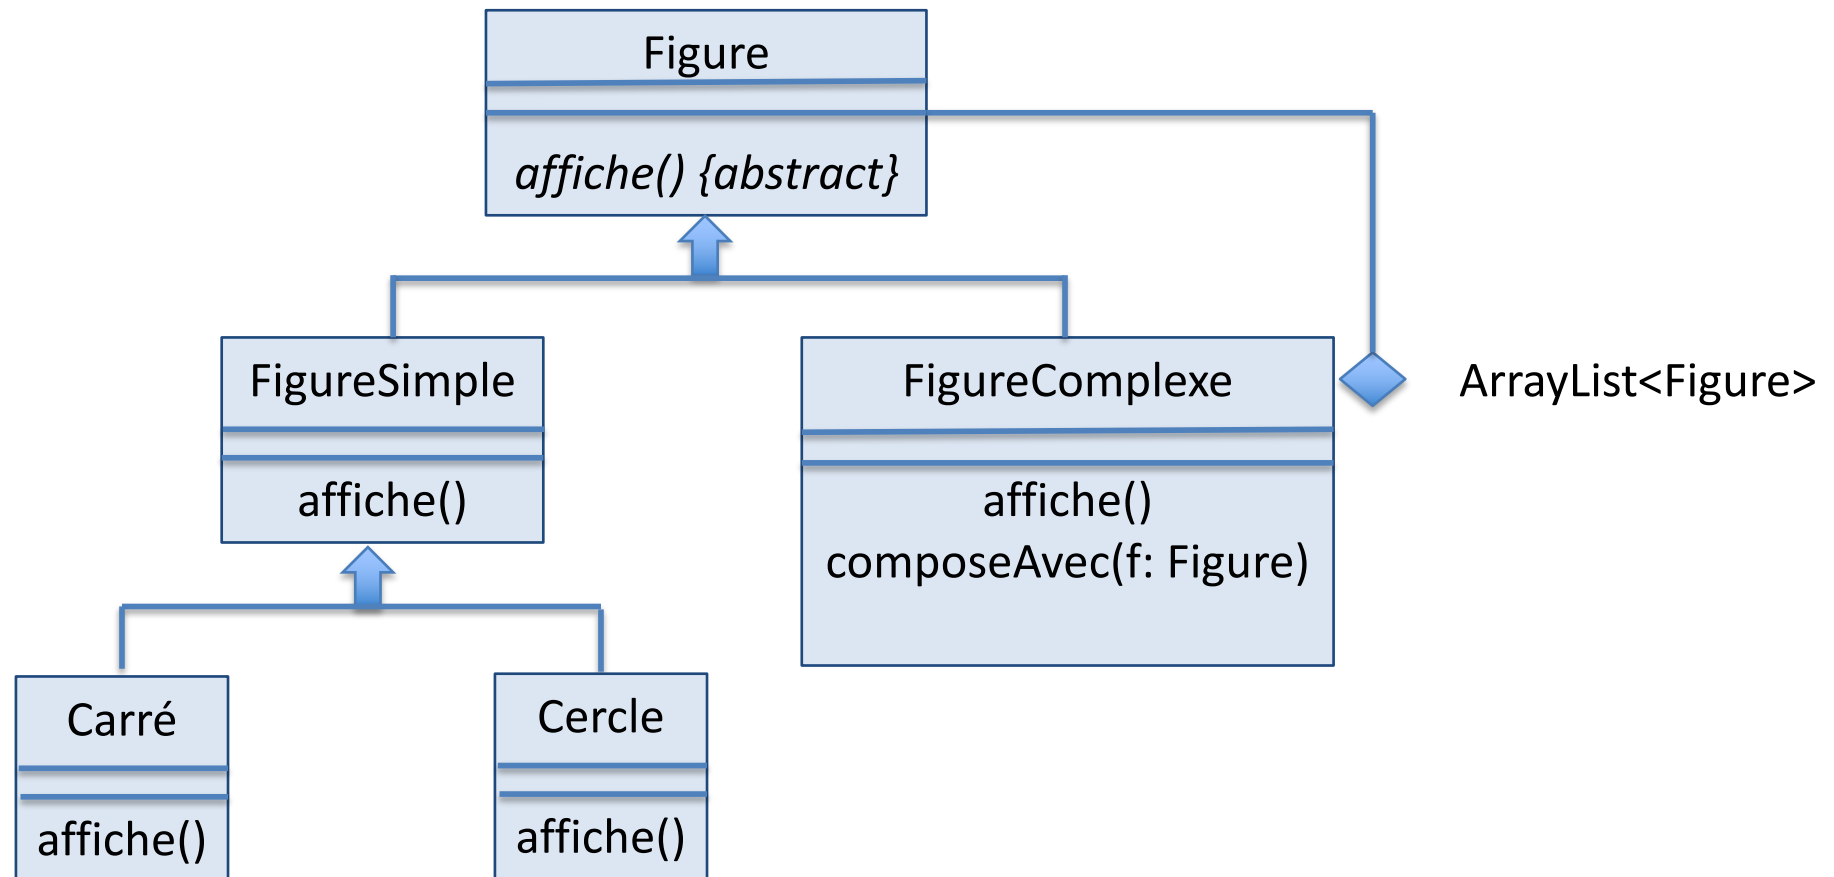 Figure
affiche() {abstract}
FigureSimple
affiche()
FigureComplexe
affiche()
composeAvec(f: Figure)
ArrayList<Figure>
Carré
affiche()
Cercle
affiche()